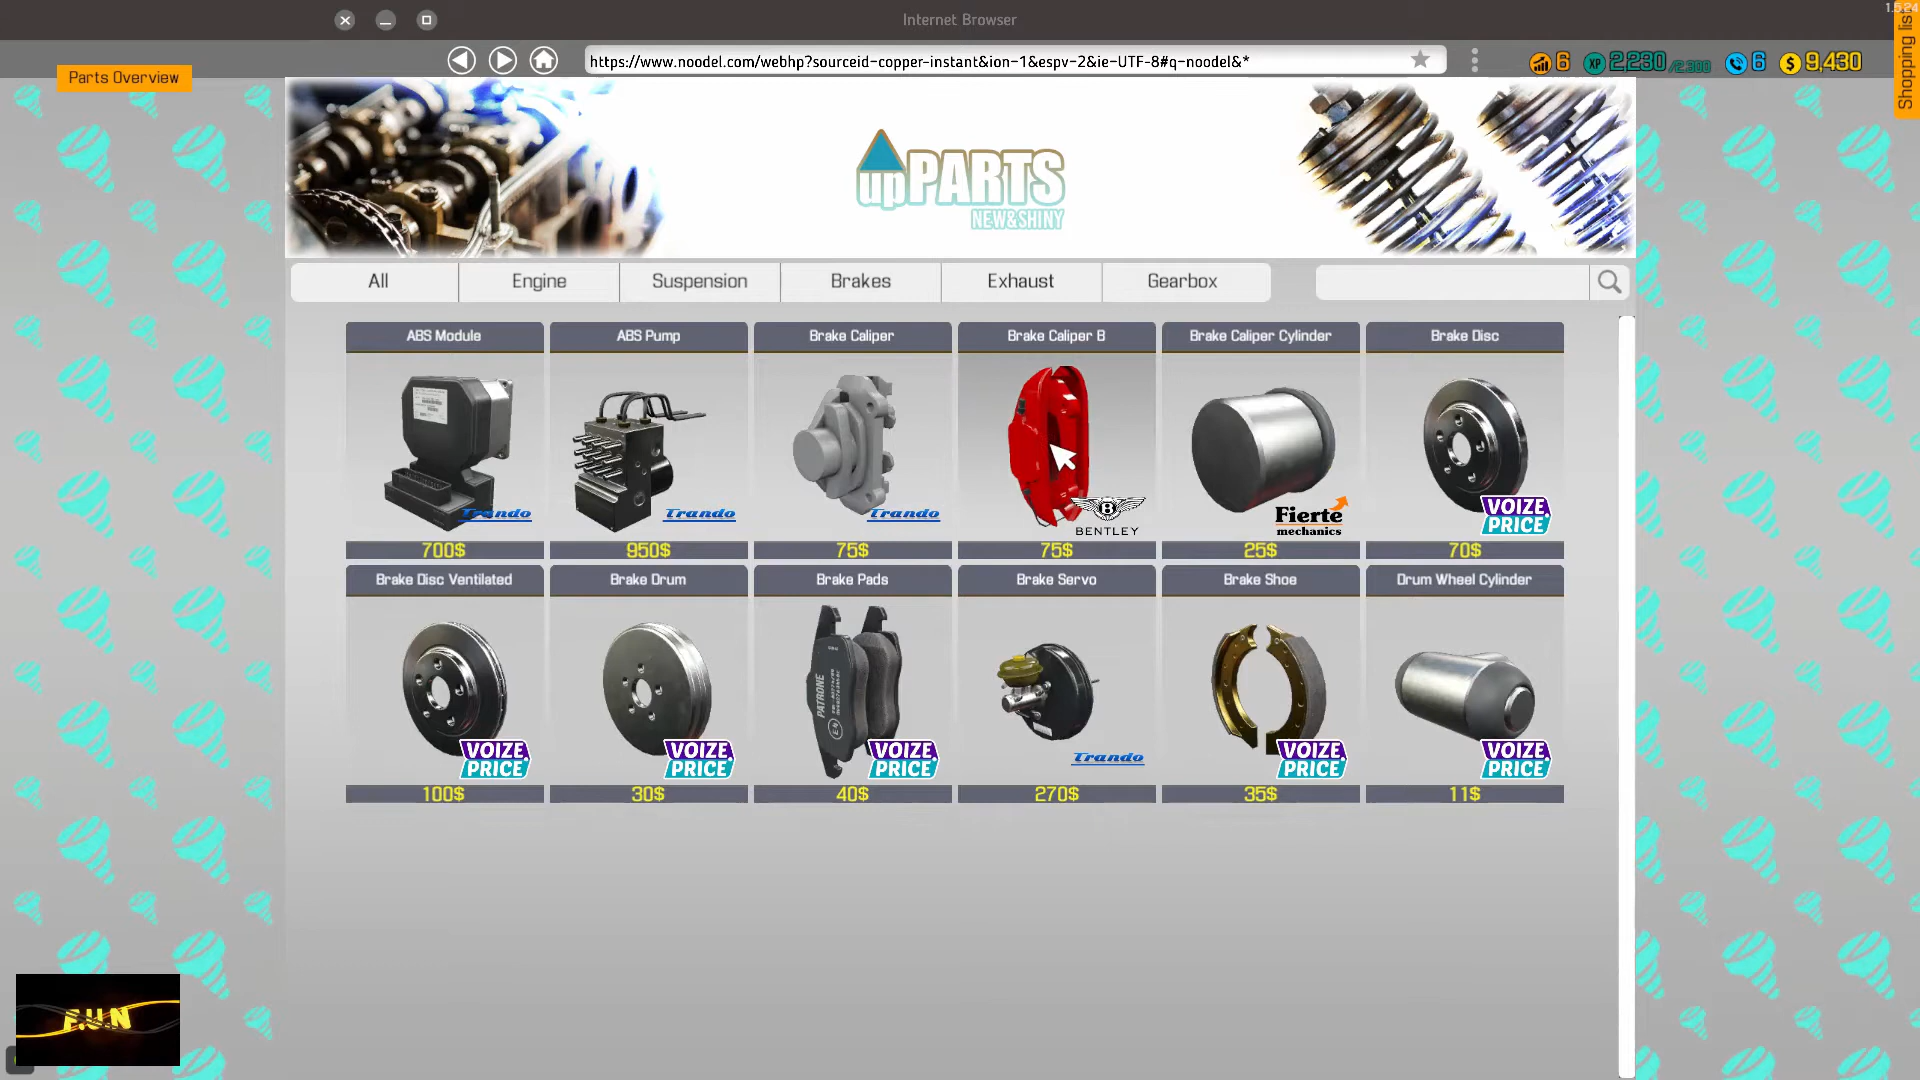 1.5.24
Internet Browser
https://www.noodel.com/webhp?sourceid-copper-instant&ion-1&espv-2&ie-UTF-8#q-noodel&*
6
XP 2,230/2,300
6
$ 9,430
Shopping list
Parts Overview
upPARTS
NEW&SHINY
All
Engine
Suspension
Brakes
Exhaust
Gearbox
ABS Module
ABS Pump
Brake Caliper
Brake Caliper B
Brake Caliper Cylinder
Brake Disc
Trando
Trando
Trando
B
BENTLEY
Fierte
mechanics
VOIZE
PRICE
700$
950$
75$
75$
25$
70$
Brake Disc Ventilated
Brake Drum
Brake Pads
Brake Servo
Brake Shoe
Drum Wheel Cylinder
PATRONE
VOIZE
PRICE
VOIZE
PRICE
VOIZE
PRICE
Trando
VOIZE
PRICE
VOIZE
PRICE
100$
30$
40$
270$
35$
11$
F.U.N